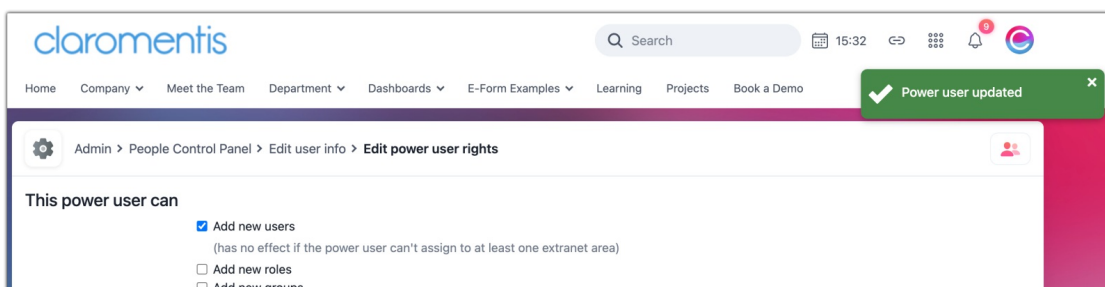 claromentis
Search
15:32
9
Home Company Meet the Team Department Dashboards E-Form Examples Learning Projects Book a Demo
Power user updated ×
Admin > People Control Panel > Edit user info > Edit power user rights
This power user can
Add new users
(has no effect if the power user can't assign to at least one extranet area)
Add new roles
Add new groups